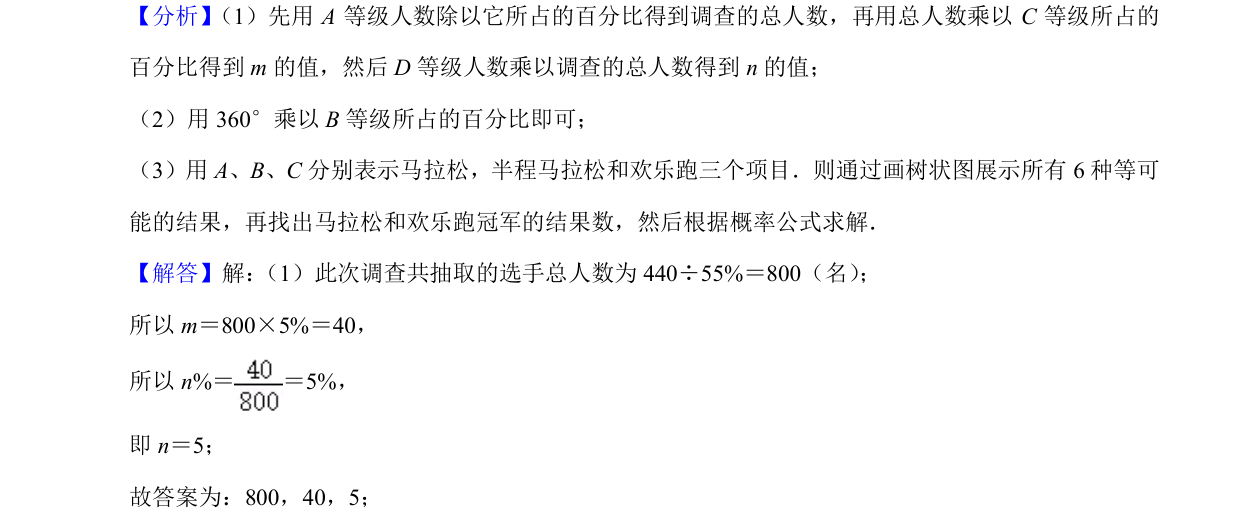 【分析】（1）先用 A 等级人数除以它所占的百分比得到调查的总人数，再用总人数乘以 C 等级所占的
百分比得到 m 的值，然后 D 等级人数乘以调查的总人数得到 n 的值；
（2）用 360°乘以 B 等级所占的百分比即可；
（3）用 A、B、C 分别表示马拉松，半程马拉松和欢乐跑三个项目．则通过画树状图展示所有 6 种等可
能的结果，再找出马拉松和欢乐跑冠军的结果数，然后根据概率公式求解．
【解答】解：（1）此次调查共抽取的选手总人数为 440÷55%＝800（名）；
所以 m＝800×5%＝40，
所以 n%＝40/800＝5%，
即 n＝5；
故答案为：800，40，5；